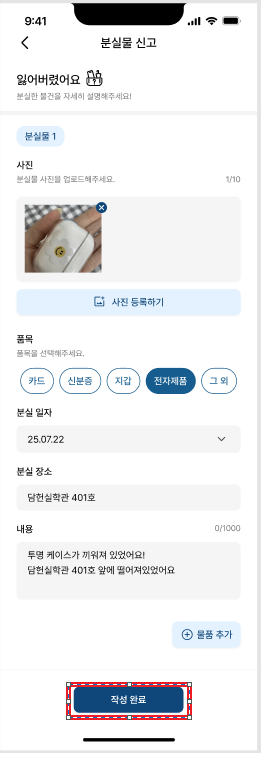 9:41
분실물 신고
잃어버렸어요
분실한 물건을 자세히 설명해주세요!
분실물 1
사진
분실물 사진을 업로드해주세요.
1/10
사진 등록하기
품목
품목을 선택해주세요.
카드 신분증 지갑 전자제품 그 외
분실 일자
25.07.22
분실 장소
담헌실학관 401호
내용
0/1000
투명 케이스가 끼워져 있었어요!
담헌실학관 401호 앞에 떨어져있었어요
물품 추가
작성 완료